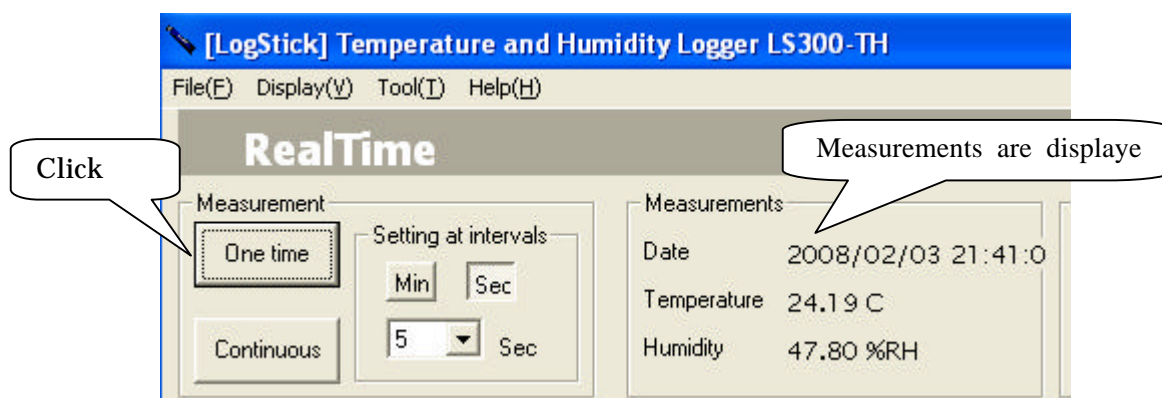 [LogStick] Temperature and Humidity Logger LS300-TH
File(F) Display(V) Tool(T) Help(H)
RealTime
Click
Measurements are displaye
Measurement
One time
Continuous
Setting at intervals
Min Sec
5 Sec
Measurements
Date 2008/02/03 21:41:0
Temperature 24.19 C
Humidity 47.80 %RH